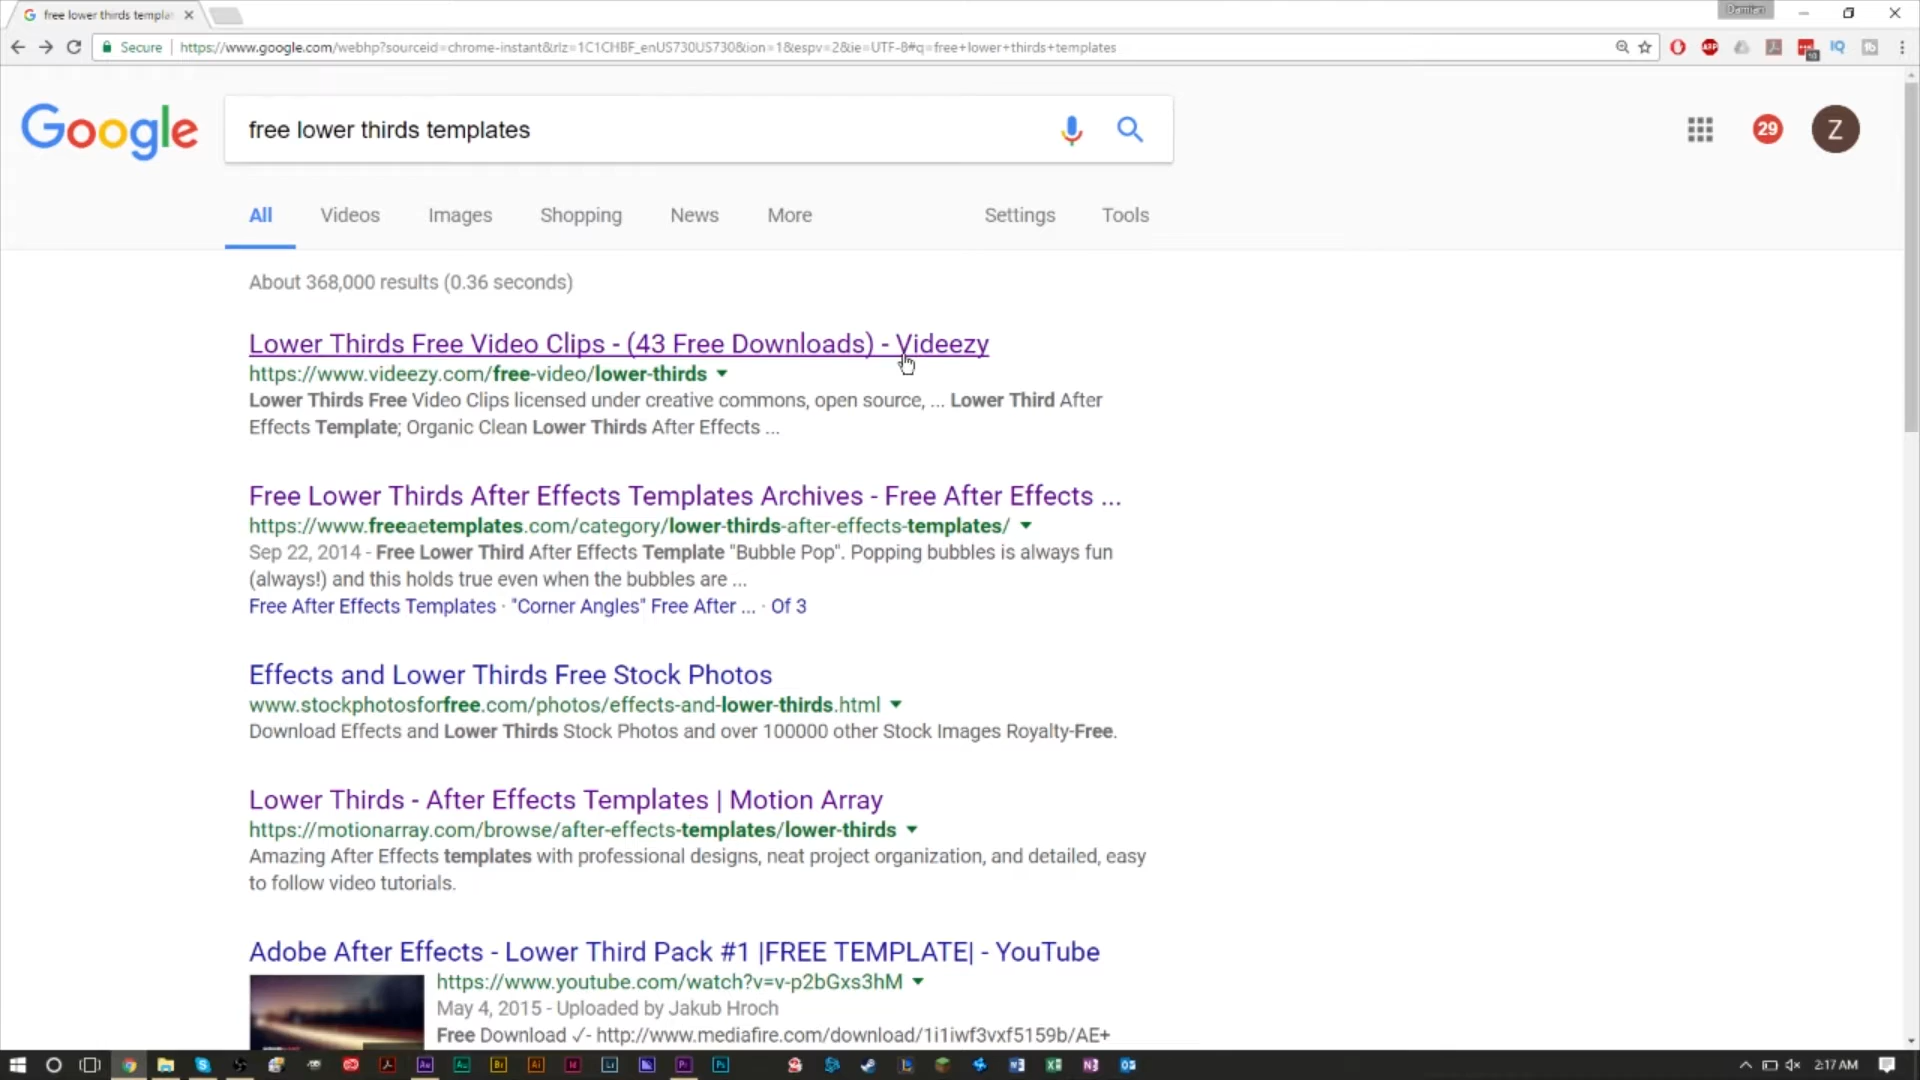 free lower thirds templa
Damian
Secure
https://www.google.com/webhp?sourceid=chrome-instant&rlz=1C1CHBF_enUS730US730&ion=1&espv=2&ie=UTF-8#q=free+lower+thirds+templates
ABP
10
IQ
Google
free lower thirds templates
29
Z
All
Videos
Images
Shopping
News
More
Settings
Tools
About 368,000 results (0.36 seconds)
Lower Thirds Free Video Clips - (43 Free Downloads) - Videezy
https://www.videezy.com/free-video/lower-thirds
Lower Thirds Free Video Clips licensed under creative commons, open source, ... Lower Third After
Effects Template; Organic Clean Lower Thirds After Effects ...
Free Lower Thirds After Effects Templates Archives - Free After Effects ...
https://www.freeaetemplates.com/category/lower-thirds-after-effects-templates/
Sep 22, 2014 - Free Lower Third After Effects Template "Bubble Pop". Popping bubbles is always fun
(always!) and this holds true even when the bubbles are ...
Free After Effects Templates · "Corner Angles" Free After ... · Of 3
Effects and Lower Thirds Free Stock Photos
www.stockphotosforfree.com/photos/effects-and-lower-thirds.html
Download Effects and Lower Thirds Stock Photos and over 100000 other Stock Images Royalty-Free.
Lower Thirds - After Effects Templates | Motion Array
https://motionarray.com/browse/after-effects-templates/lower-thirds
Amazing After Effects templates with professional designs, neat project organization, and detailed, easy
to follow video tutorials.
Adobe After Effects - Lower Third Pack #1 |FREE TEMPLATE| - YouTube
https://www.youtube.com/watch?v=v-p2bGxs3hM
May 4, 2015 - Uploaded by Jakub Hroch
Free Download ✓- http://www.mediafire.com/download/1i1iwf3vxf5159b/AE+
Ae
Au
Br
Ai
Id
Lr
Pr
Ps
2:17 AM